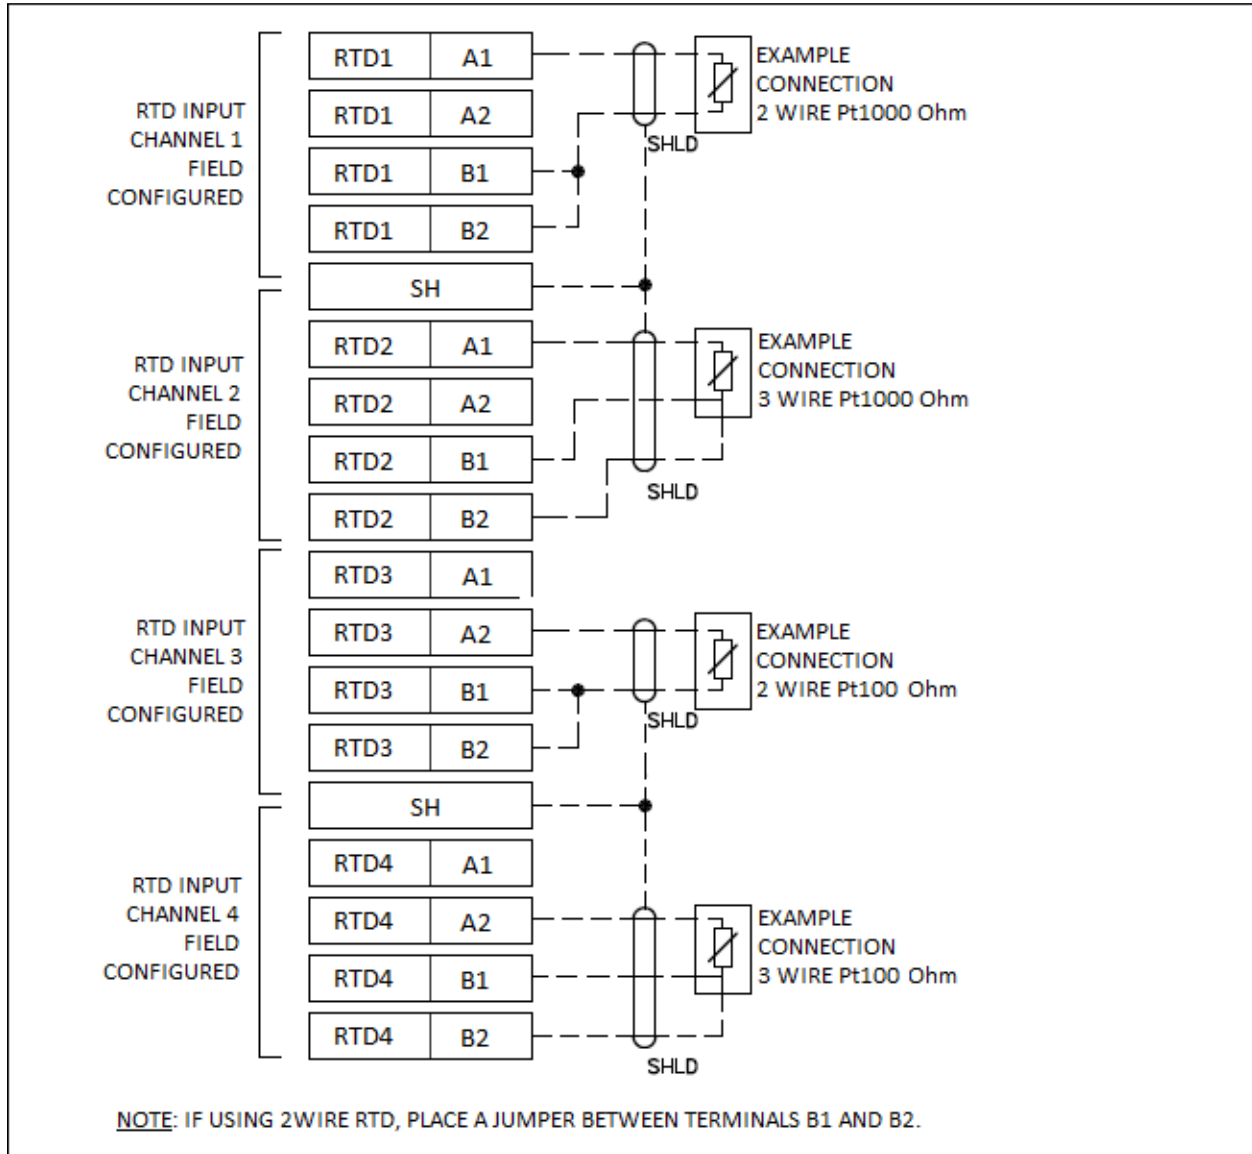 RTD1 A1
RTD1 A2
RTD1 B1
RTD1 B2
RTD INPUT
CHANNEL 1
FIELD
CONFIGURED
SHLD
EXAMPLE
CONNECTION
2 WIRE Pt1000 Ohm
SH
RTD2 A1
RTD2 A2
RTD2 B1
RTD2 B2
RTD INPUT
CHANNEL 2
FIELD
CONFIGURED
SHLD
EXAMPLE
CONNECTION
3 WIRE Pt1000 Ohm
RTD3 A1
RTD3 A2
RTD3 B1
RTD3 B2
RTD INPUT
CHANNEL 3
FIELD
CONFIGURED
SHLD
EXAMPLE
CONNECTION
2 WIRE Pt100 Ohm
SH
RTD4 A1
RTD4 A2
RTD4 B1
RTD4 B2
RTD INPUT
CHANNEL 4
FIELD
CONFIGURED
SHLD
EXAMPLE
CONNECTION
3 WIRE Pt100 Ohm
NOTE: IF USING 2WIRE RTD, PLACE A JUMPER BETWEEN TERMINALS B1 AND B2.